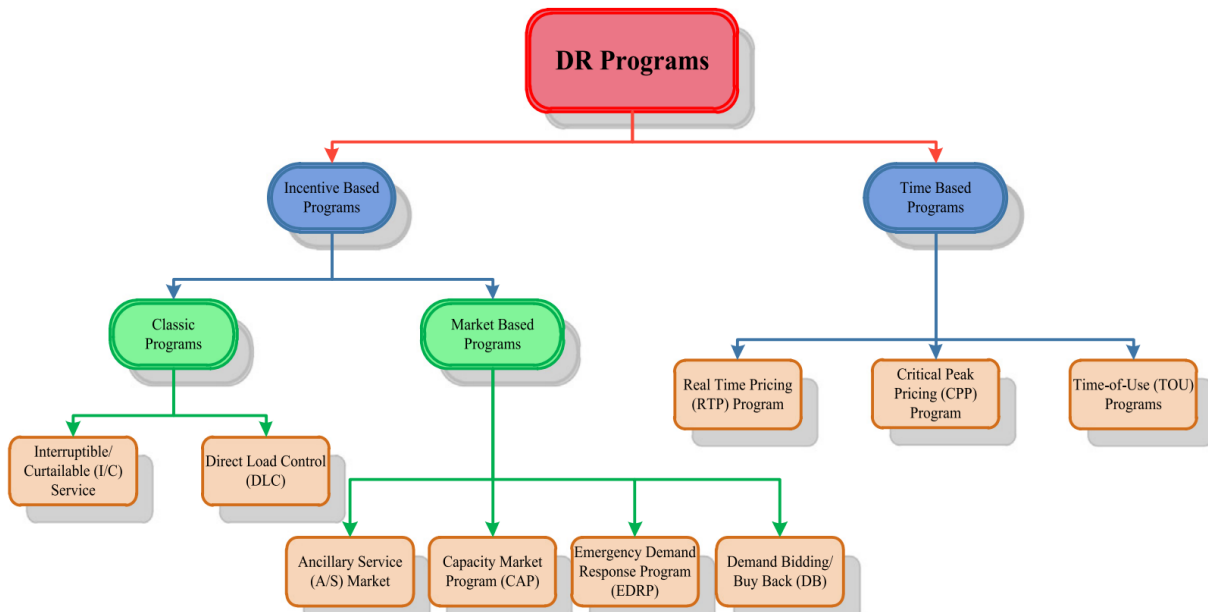 DR Programs
Incentive Based
Programs
Time Based
Programs
Classic
Programs
Market Based
Programs
Real Time Pricing
(RTP) Program
Critical Peak
Pricing (CPP)
Program
Time-of-Use (TOU)
Programs
Interruptible/
Curtailable (I/C)
Service
Direct Load Control
(DLC)
Ancillary Service
(A/S) Market
Capacity Market
Program (CAP)
Emergency Demand
Response Program
(EDRP)
Demand Bidding/
Buy Back (DB)